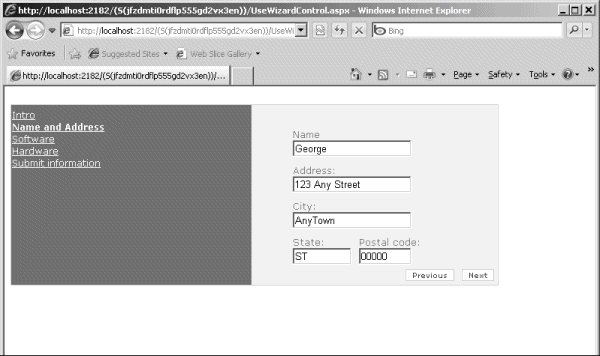 http://localhost:2182/(S(jfzdmti0rdflp555gd2vx3en))/UseWizardControl.aspx - Windows Internet Explorer
http://localhost:2182/(S(jfzdmti0rdflp555gd2vx3en))/UseWi
Bing
Favorites Suggested Sites Web Slice Gallery
http://localhost:2182/(S(jfzdmti0rdflp555gd2vx3en))/...
Page Safety Tools
Intro
Name and Address
Software
Hardware
Submit information
Name
George
Address:
123 Any Street
City:
AnyTown
State: Postal code:
ST 00000
Previous Next